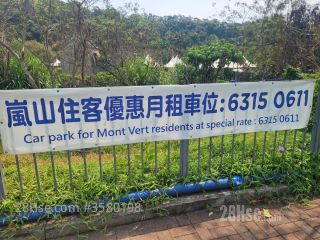 嵐山住客優惠月租車位:6315 0611
Car park for Mont Vert residents at special rate : 6315 0611
28Hse.com #3580798
28Hse.com